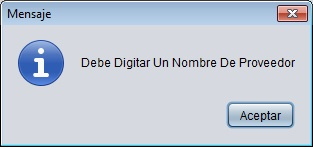 Mensaje
Debe Digitar Un Nombre De Proveedor
Aceptar